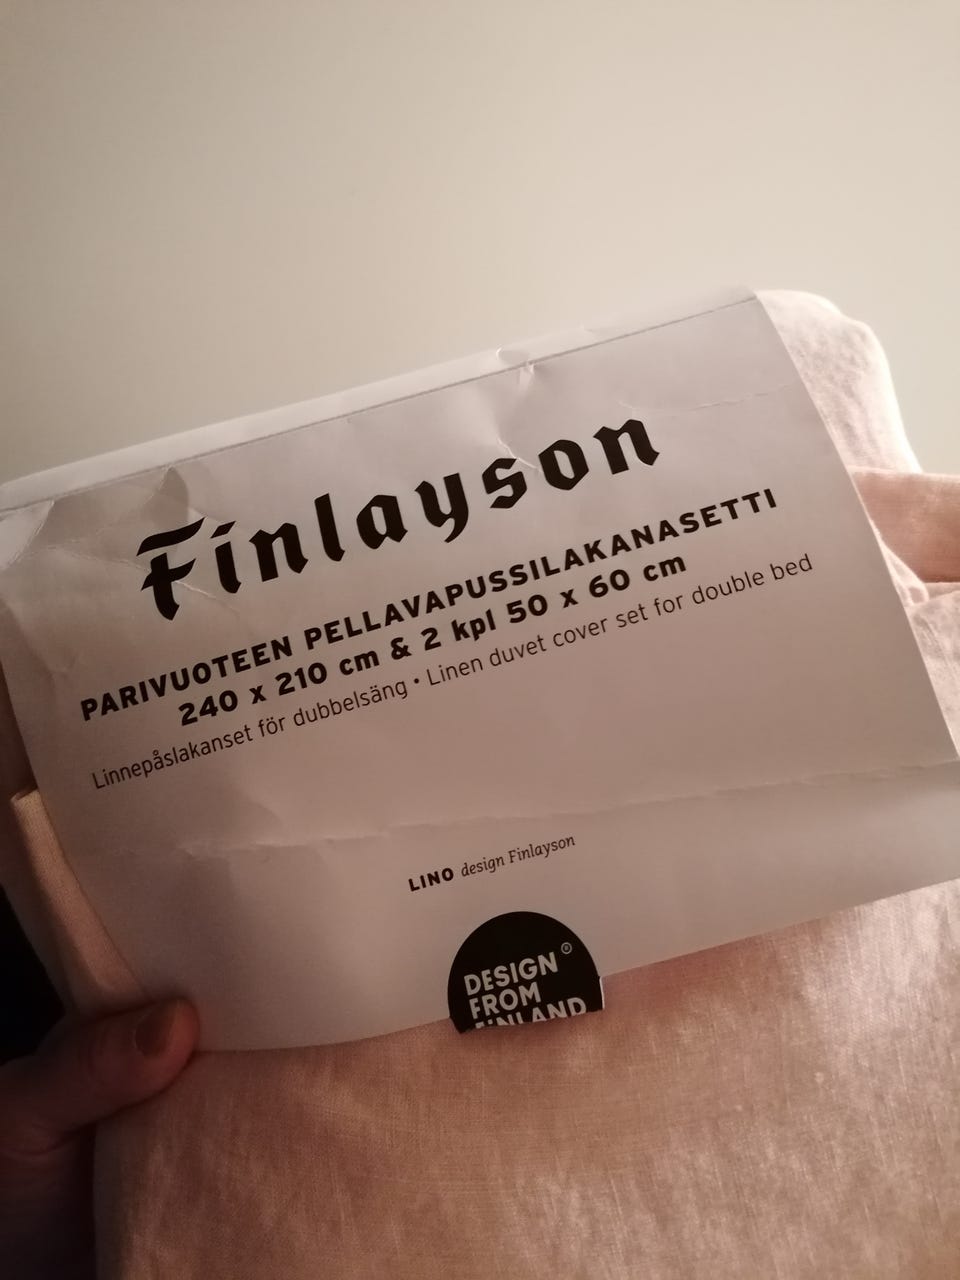 Finlayson
PARIVUOTEEN PELLAVAPUSSILAKANASETTI
240 x 210 cm & 2 kpl 50 x 60 cm
Linnepåslakanset för dubbelsäng • Linen duvet cover set for double bed
LINO design Finlayson
DESIGN®
FROM
FINLAND